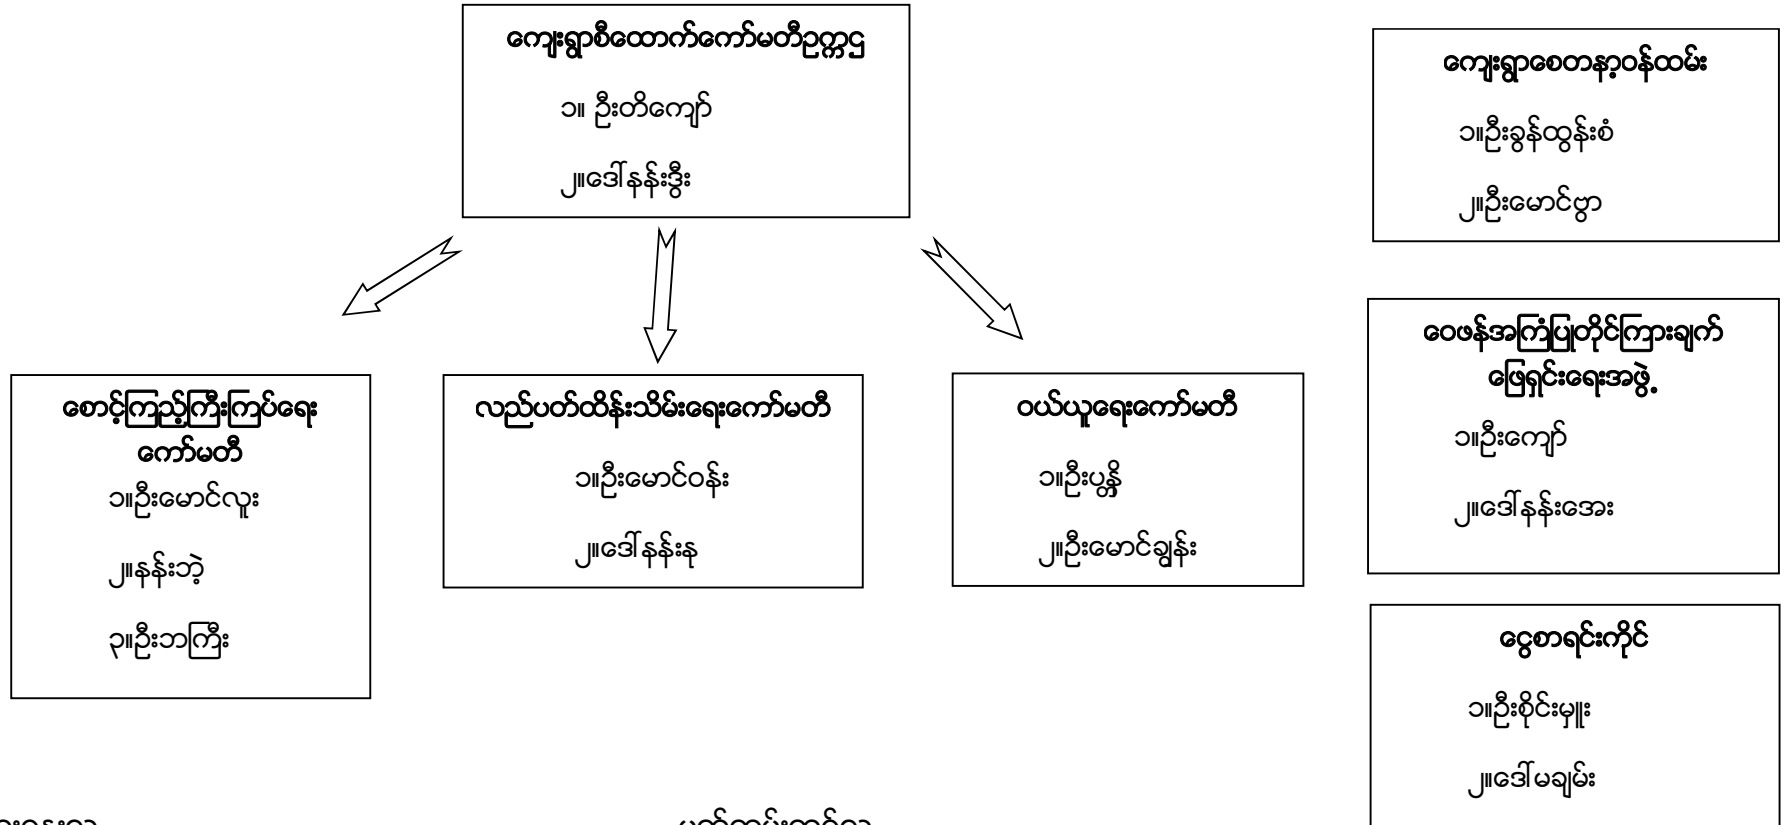 ကျေးရွာစီထောက်ကော်မတီဥက္ကဌ
၁။ ဦးတိကျော်
၂။ဒေါ်နန်းဒွီး
ကျေးရွာစေတနာ့ဝန်ထမ်း
၁။ဦးခွန်ထွန်းစံ
၂။ဦးမောင်ဗွာ
စောင့်ကြည့်ကြီးကြပ်ရေး
ကော်မတီ
၁။ဦးမောင်လူး
၂။နန်းဘဲ့
၃။ဦးဘကြီး
လည်ပတ်ထိန်းသိမ်းရေးကော်မတီ
၁။ဦးမောင်ဝန်း
၂။ဒေါ်နန်းနု
ဝယ်ယူရေးကော်မတီ
၁။ဦးပန္တိ
၂။ဦးမောင်ချွန်း
ဝေဖန်အကြံပြုတိုင်ကြားချက်
ဖြေရှင်းရေးအဖွဲ့
၁။ဦးကျော်
၂။ဒေါ်နန်းအေး
ငွေစာရင်းကိုင်
၁။ဦးစိုင်းမှူး
၂။ဒေါ်မချမ်း